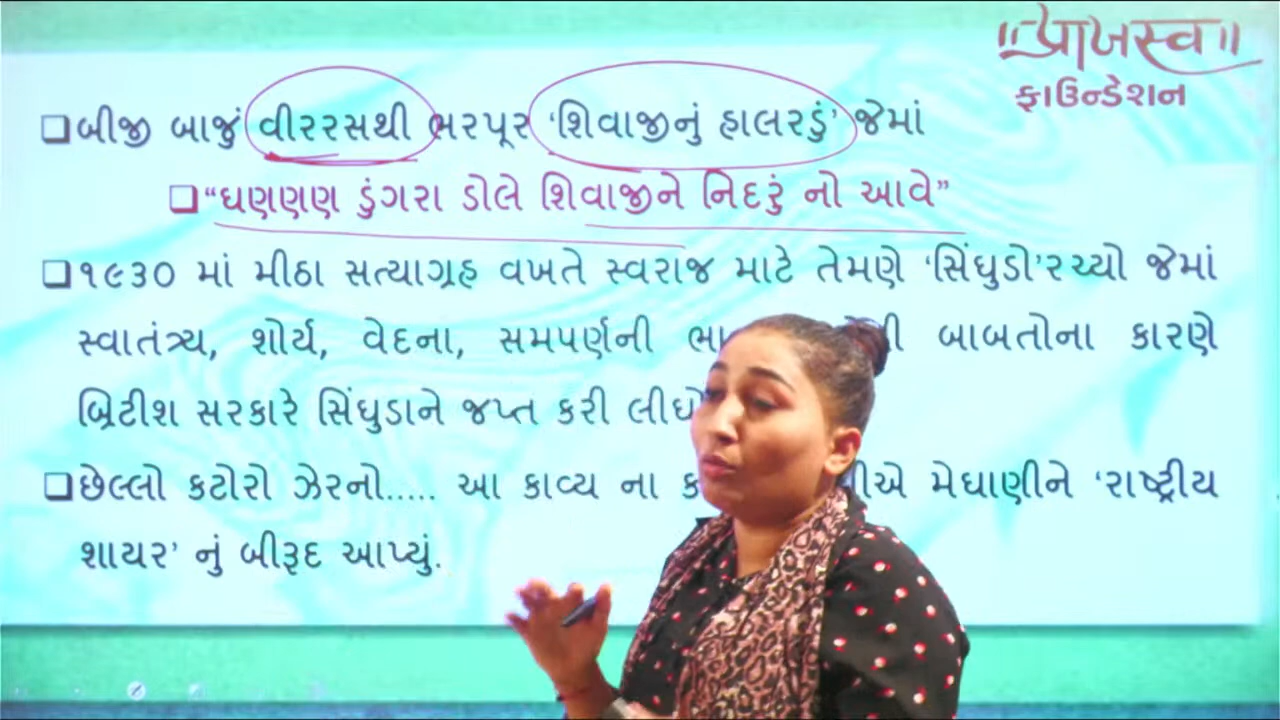 ॥પ્રાખસ્વ॥
ફાઉન્ડેશન
❑બીજી બાજું વીરરસથી ભરપૂર ‘શિવાજીનું હાલરડું’ જેમાં
❑“ઘણણણ ડુંગરા ડોલે શિવાજીને નિદરું નો આવે”
❑૧૯૩૦ માં મીઠા સત્યાગ્રહ વખતે સ્વરાજ માટે તેમણે ‘સિંધુડો’રચ્યો જેમાં
સ્વાતંત્ર્ય, શોર્ય, વેદના, સમપર્ણની બાબતોના કારણે
બ્રિટીશ સરકારે સિંધુડાને જપ્ત કરી
❑છેલ્લો કટોરો ઝેરનો..... આ કાવ્ય ના મેઘાણીને ‘રાષ્ટ્રીય
શાયર’ નું બીરૂદ આપ્યું.